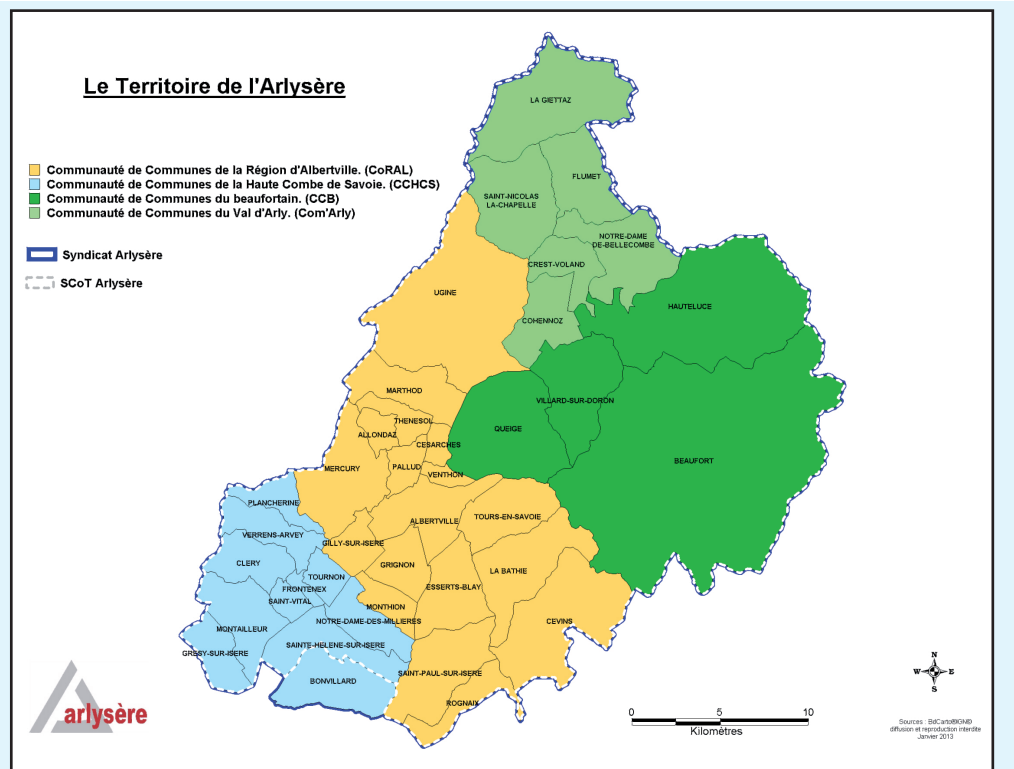 Le Territoire de l'Arlysère
Communauté de Communes de la Région d'Albertville. (CoRAL)
Communauté de Communes de la Haute Combe de Savoie. (CCHCS)
Communauté de Communes du beaufortain. (CCB)
Communauté de Communes du Val d'Arly. (Com'Arly)
Syndicat Arlysère
SCoT Arlysère
LA GIETTAZ
FLUMET
SAINT-NICOLAS
LA-CHAPELLE
NOTRE-DAME
DE-BELLECOMBE
CREST-VOLAND
UGINE
HAUTELUCE
COHENNOZ
MARTHOD
VILLARD-SUR-DORON
THENESOL
QUEIGE
ALLONDAZ
CESARCHES
BEAUFORT
MERCURY
PALLUD
VENTHON
PLANCHERINE
TOURS-EN-SAVOIE
ALBERTVILLE
VERRENS-ARVEY
GILLY-SUR-ISERE
CLERY
GRIGNON
LA BATHIE
TOURNON
FRONTENEX
ESSERTS-BLAY
SAINT-VITAL
MONTHION
NOTRE-DAME-DES-MILLIERES
CEVINS
MONTAILLEUR
SAINTE-HELENE-SUR-ISERE
GRESY-SUR-ISERE
SAINT-PAUL-SUR-ISERE
BONVILLARD
ROGNAIX
arlysère
0 5 10
Kilomètres
N
W E
S
Sources : BdCarto®IGN®
diffusion et reproduction interdite
Janvier 2013